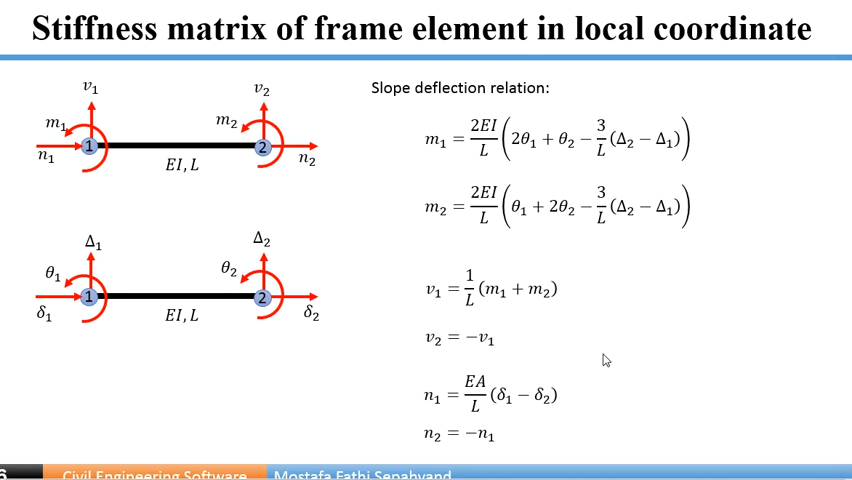 Stiffness matrix of frame element in local coordinate
v₁
v₂
m₁
m₂
n₁
1
2
n₂
EI, L
Δ₁
Δ₂
θ₁
θ₂
1
2
δ₁
δ₂
EI, L
Slope deflection relation:
m₁ = 2EI/L (2θ₁ + θ₂ − 3/L (Δ₂ − Δ₁))
m₂ = 2EI/L (θ₁ + 2θ₂ − 3/L (Δ₂ − Δ₁))
v₁ = 1/L (m₁ + m₂)
v₂ = −v₁
n₁ = EA/L (δ₁ − δ₂)
n₂ = −n₁
6 Civil Engineering Software Mostafa Fathi Sepahvand